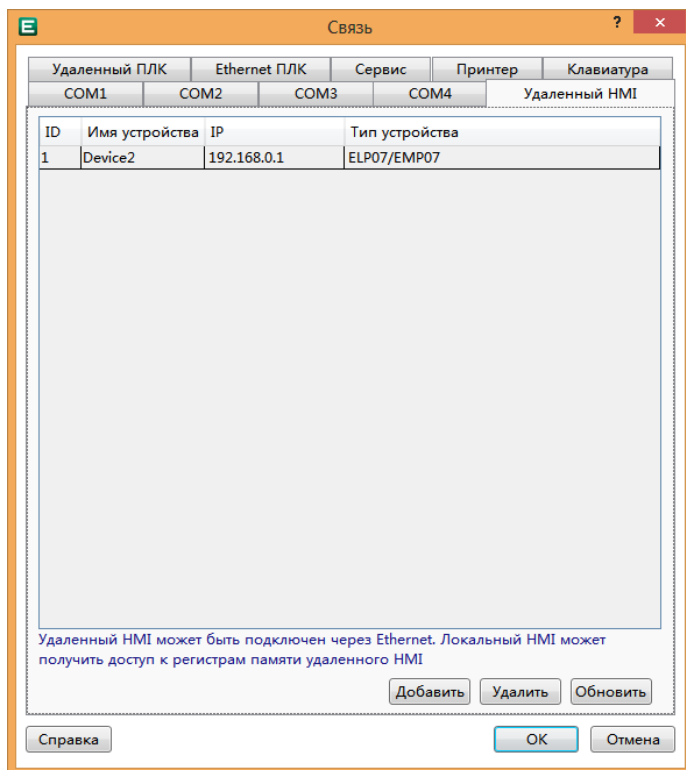 E Связь ? ×
Удаленный ПЛК Ethernet ПЛК Сервис Принтер Клавиатура
COM1 COM2 COM3 COM4 Удаленный HMI
ID Имя устройства IP Тип устройства
1 Device2 192.168.0.1 ELP07/EMP07
Удаленный HMI может быть подключен через Ethernet. Локальный HMI может
получить доступ к регистрам памяти удаленного HMI
Добавить Удалить Обновить
Справка OK Отмена